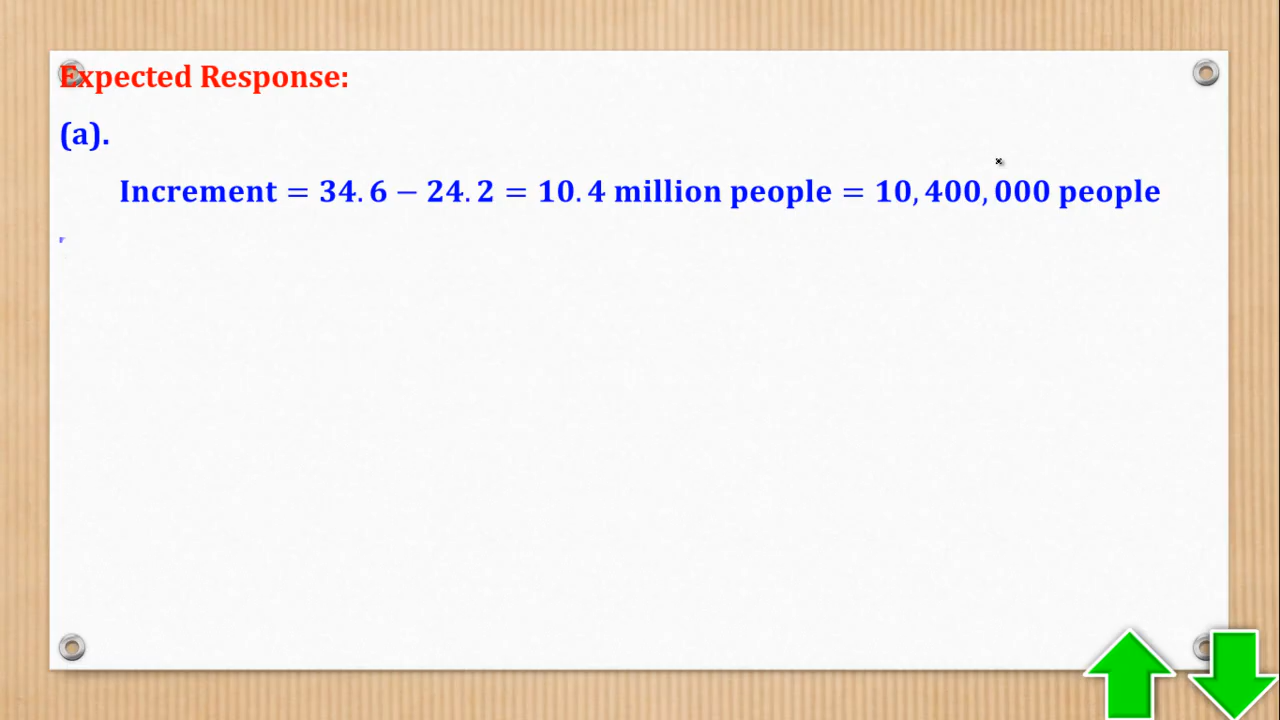 Expected Response:
(a).
Increment = 34. 6 − 24. 2 = 10. 4 million people = 10, 400, 000 people